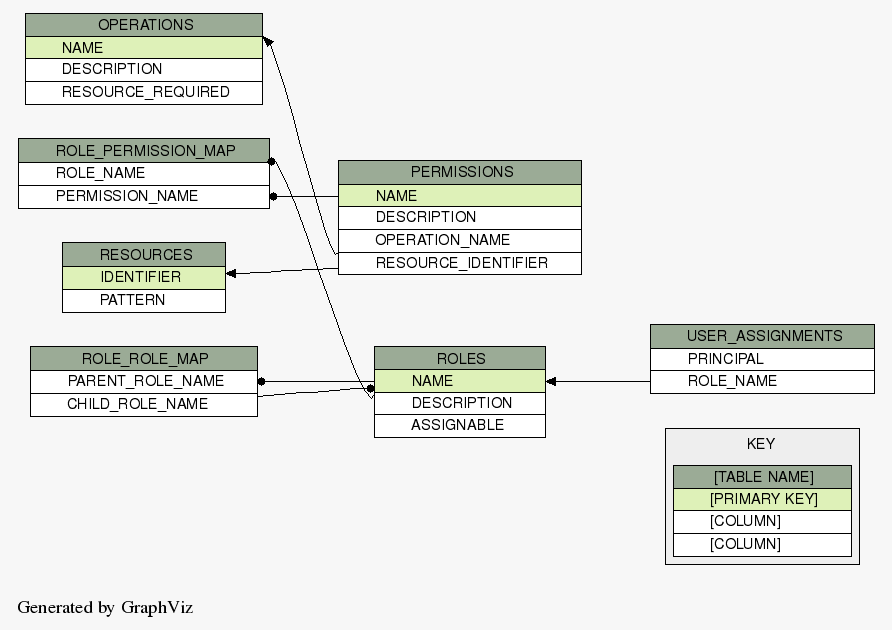 OPERATIONS
NAME
DESCRIPTION
RESOURCE_REQUIRED
ROLE_PERMISSION_MAP
ROLE_NAME
PERMISSION_NAME
PERMISSIONS
NAME
DESCRIPTION
OPERATION_NAME
RESOURCE_IDENTIFIER
RESOURCES
IDENTIFIER
PATTERN
ROLE_ROLE_MAP
PARENT_ROLE_NAME
CHILD_ROLE_NAME
ROLES
NAME
DESCRIPTION
ASSIGNABLE
USER_ASSIGNMENTS
PRINCIPAL
ROLE_NAME
KEY
[TABLE NAME]
[PRIMARY KEY]
[COLUMN]
[COLUMN]
Generated by GraphViz